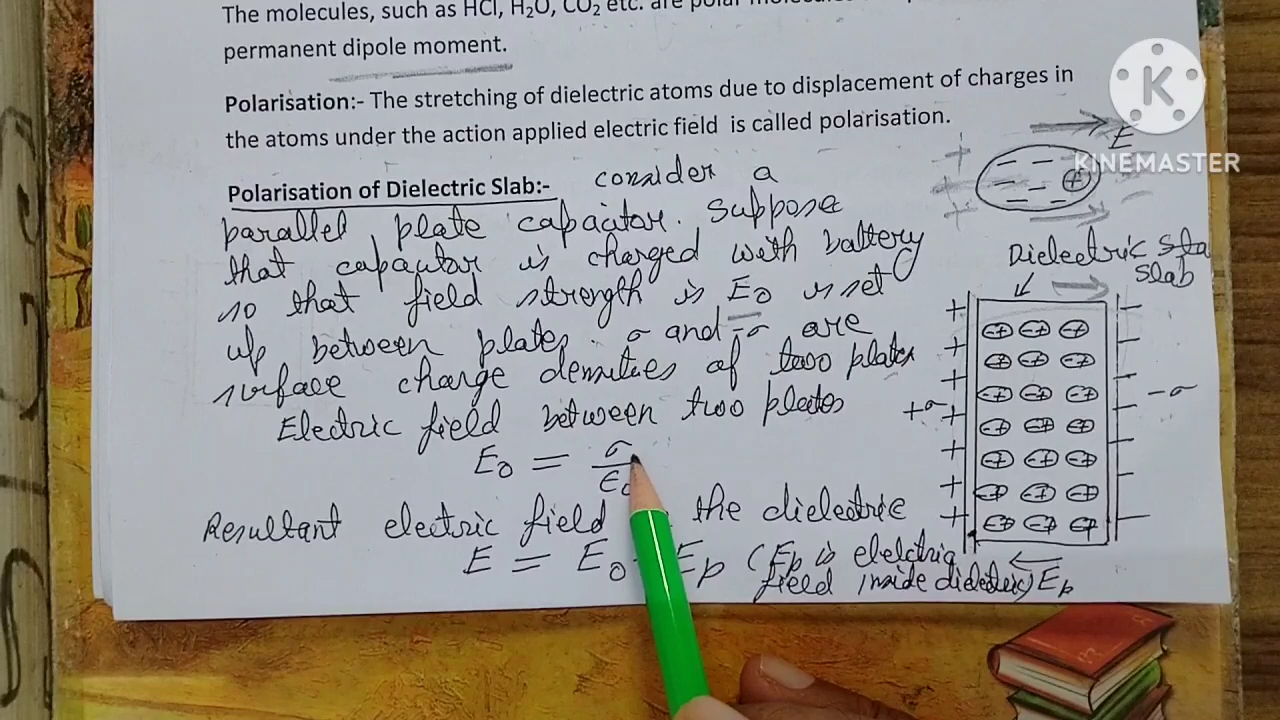 The molecules, such as HCl, H₂O, CO₂ etc. are polar
permanent dipole moment.
Polarisation:- The stretching of dielectric atoms due to displacement of charges in
the atoms under the action applied electric field is called polarisation.
E
KINEMASTER
Polarisation of Dielectric Slab:- consider a
parallel plate capacitor. Suppose
that capacitor is charged with battery
so that field strength is E₀ is set
up between plates. σ and -σ are
surface charge densities of two plates
Electric field between two plates
E₀ = σ/ε₀
Resultant electric field the dielectric
E = E₀ Ep (Ep is elelctric
field inside dielectric)
Dielectric sta
slab
+σ
-σ
Ep